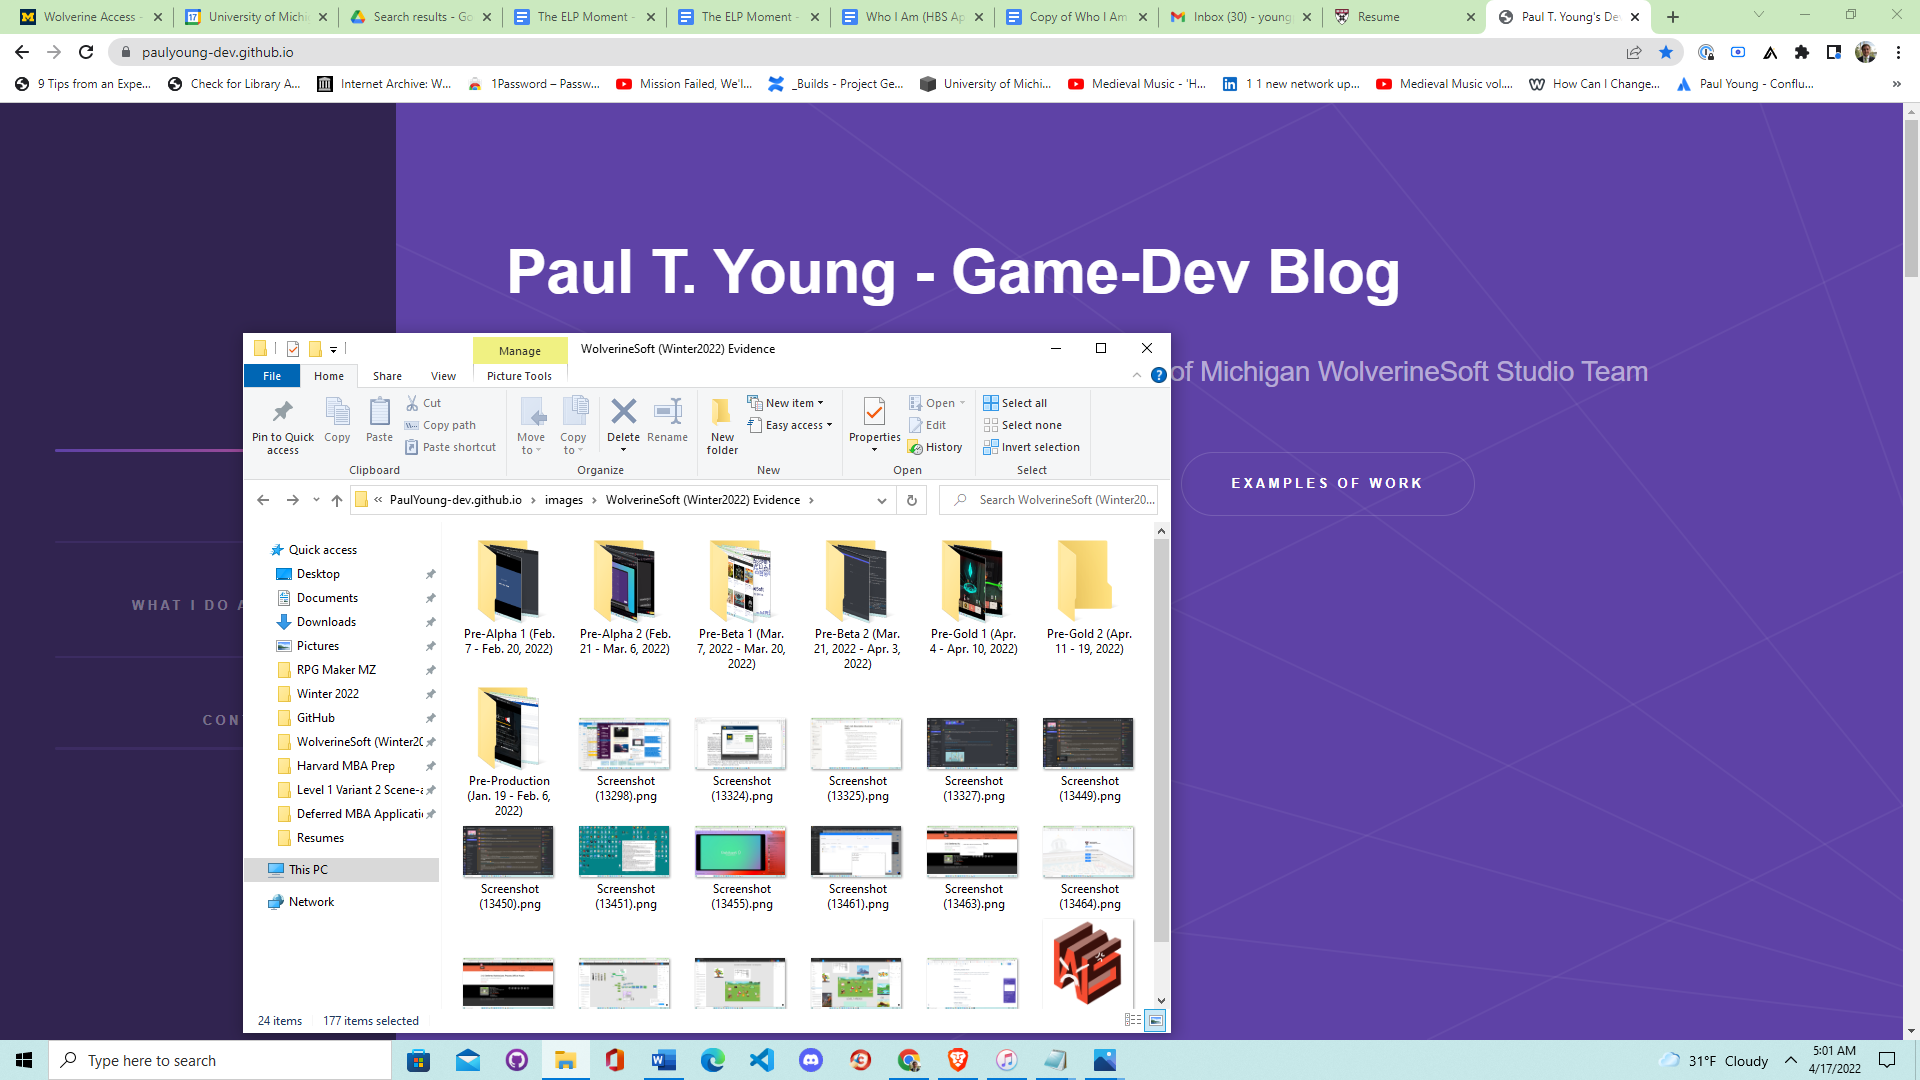 Wolverine Access -
University of Michi
Search results - Go
The ELP Moment -
The ELP Moment -
Who I Am (HBS Ap
Copy of Who I Am
Inbox (30) - young
Resume
Paul T. Young's De
paulyoung-dev.github.io
9 Tips from an Expe...
Check for Library A...
Internet Archive: W...
1Password – Passw...
Mission Failed, We'l...
_Builds - Project Ge...
University of Michi...
Medieval Music - 'H...
1 1 new network up...
Medieval Music vol....
How Can I Change...
Paul Young - Conflu...
»
Paul T. Young - Game-Dev Blog
of Michigan WolverineSoft Studio Team
EXAMPLES OF WORK
WHAT I DO A
CON
Manage
WolverineSoft (Winter2022) Evidence
File
Home
Share
View
Picture Tools
Pin to Quick access
Copy
Paste
Cut
Copy path
Paste shortcut
Clipboard
Move to
Copy to
Delete
Rename
Organize
New folder
New item
Easy access
New
Properties
Open
Edit
History
Open
Select all
Select none
Invert selection
Select
« PaulYoung-dev.github.io › images › WolverineSoft (Winter2022) Evidence ›
Search WolverineSoft (Winter20...
Quick access
Desktop
Documents
Downloads
Pictures
RPG Maker MZ
Winter 2022
GitHub
WolverineSoft (Winter20
Harvard MBA Prep
Level 1 Variant 2 Scene-a
Deferred MBA Applicati
Resumes
This PC
Network
Pre-Alpha 1 (Feb. 7 - Feb. 20, 2022)
Pre-Alpha 2 (Feb. 21 - Mar. 6, 2022)
Pre-Beta 1 (Mar. 7, 2022 - Mar. 20, 2022)
Pre-Beta 2 (Mar. 21, 2022 - Apr. 3, 2022)
Pre-Gold 1 (Apr. 4 - Apr. 10, 2022)
Pre-Gold 2 (Apr. 11 - 19, 2022)
Pre-Production (Jan. 19 - Feb. 6, 2022)
Screenshot (13298).png
Screenshot (13324).png
Screenshot (13325).png
Screenshot (13327).png
Screenshot (13449).png
Screenshot (13450).png
Screenshot (13451).png
Screenshot (13455).png
Screenshot (13461).png
Screenshot (13463).png
Screenshot (13464).png
24 items
177 items selected
Type here to search
31°F Cloudy
5:01 AM
4/17/2022